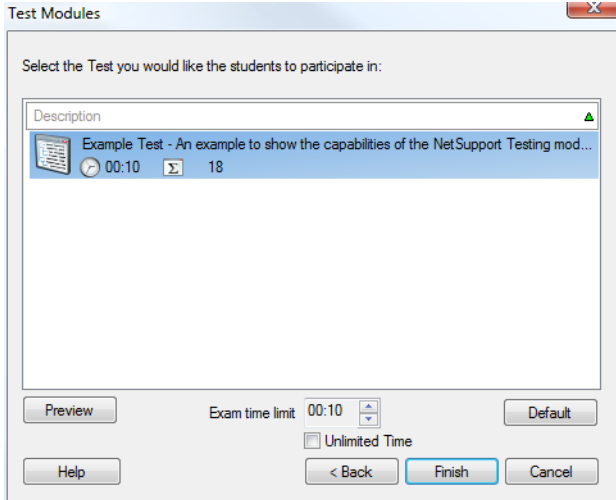 Test Modules
Select the Test you would like the students to participate in:
Description
Example Test - An example to show the capabilities of the NetSupport Testing mod...
00:10 Σ 18
Preview Exam time limit 00:10 Default
Unlimited Time
Help < Back Finish Cancel